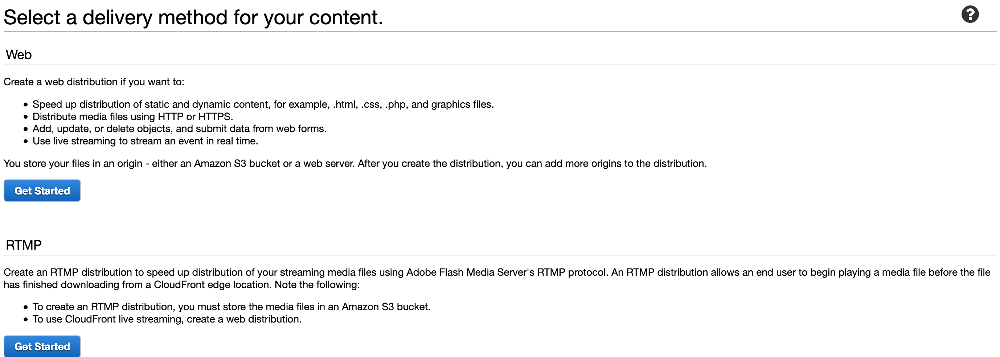 Select a delivery method for your content.
?
Web
Create a web distribution if you want to:
• Speed up distribution of static and dynamic content, for example, .html, .css, .php, and graphics files.
• Distribute media files using HTTP or HTTPS.
• Add, update, or delete objects, and submit data from web forms.
• Use live streaming to stream an event in real time.
You store your files in an origin - either an Amazon S3 bucket or a web server. After you create the distribution, you can add more origins to the distribution.
Get Started
RTMP
Create an RTMP distribution to speed up distribution of your streaming media files using Adobe Flash Media Server's RTMP protocol. An RTMP distribution allows an end user to begin playing a media file before the file
has finished downloading from a CloudFront edge location. Note the following:
• To create an RTMP distribution, you must store the media files in an Amazon S3 bucket.
• To use CloudFront live streaming, create a web distribution.
Get Started